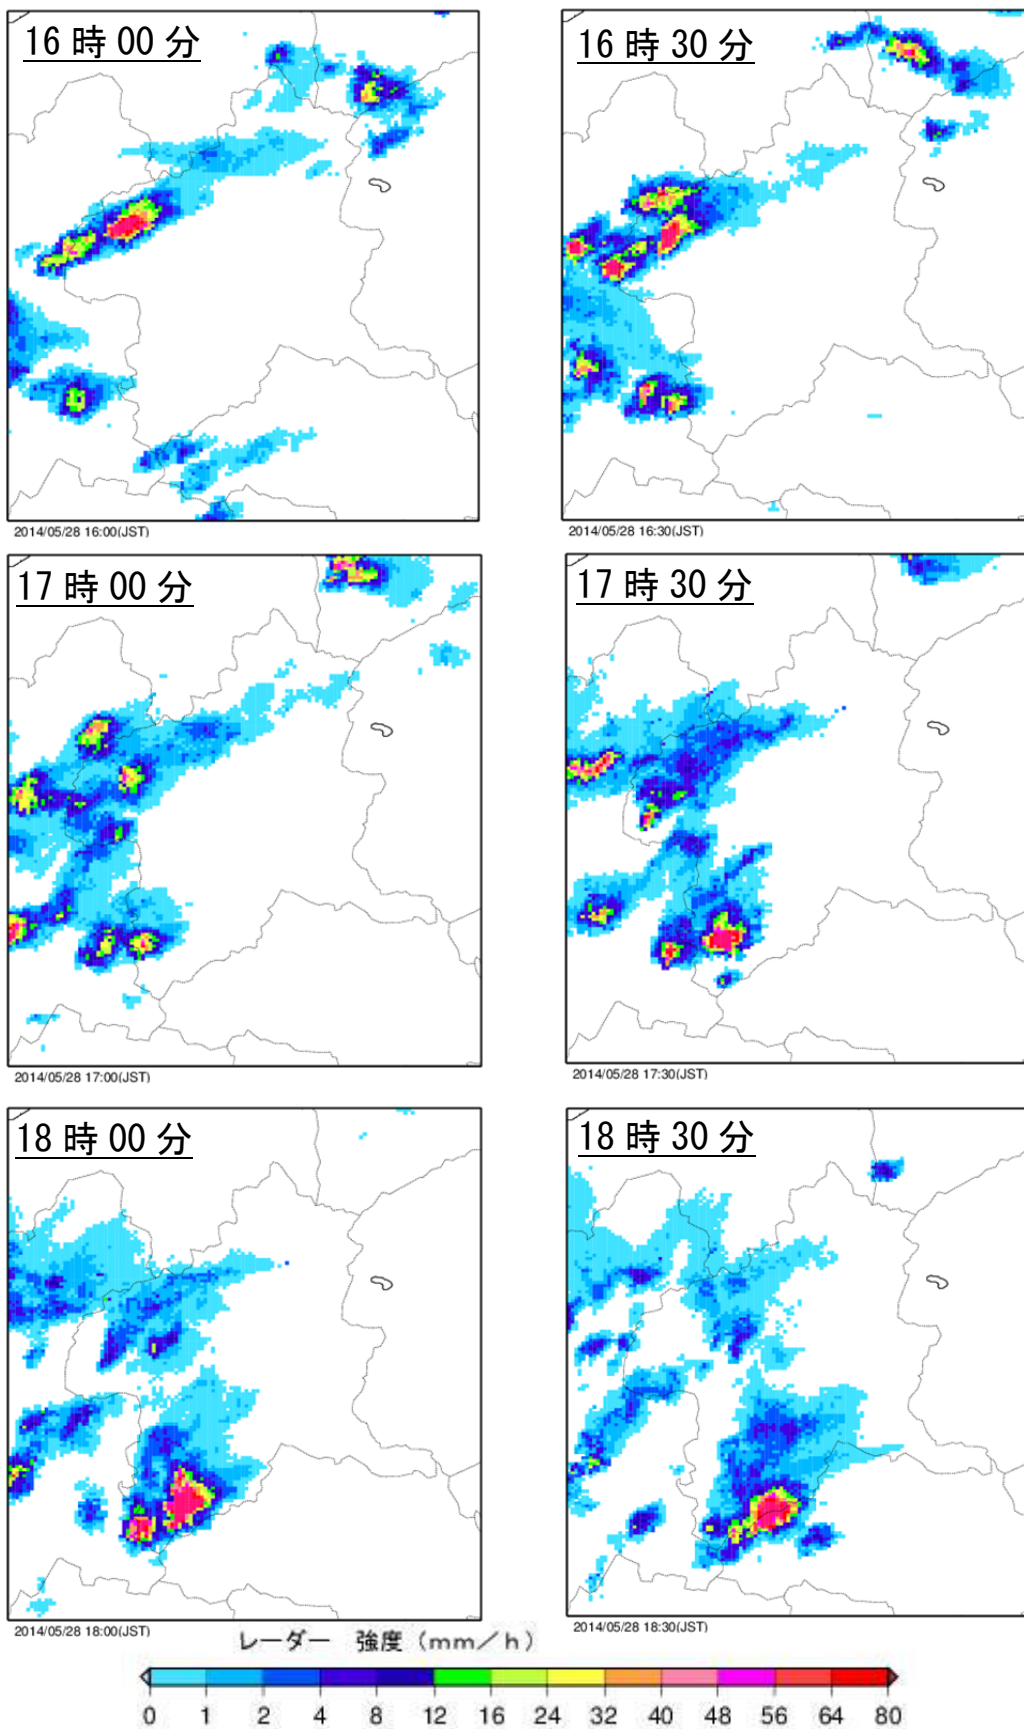 16 時 00 分
16 時 30 分
2014/05/28 16:00(JST)
2014/05/28 16:30(JST)
17 時 00 分
17 時 30 分
2014/05/28 17:00(JST)
2014/05/28 17:30(JST)
18 時 00 分
18 時 30 分
2014/05/28 18:00(JST)
2014/05/28 18:30(JST)
レーダー 強度(mm/h)
0 1 2 4 8 12 16 24 32 40 48 56 64 80